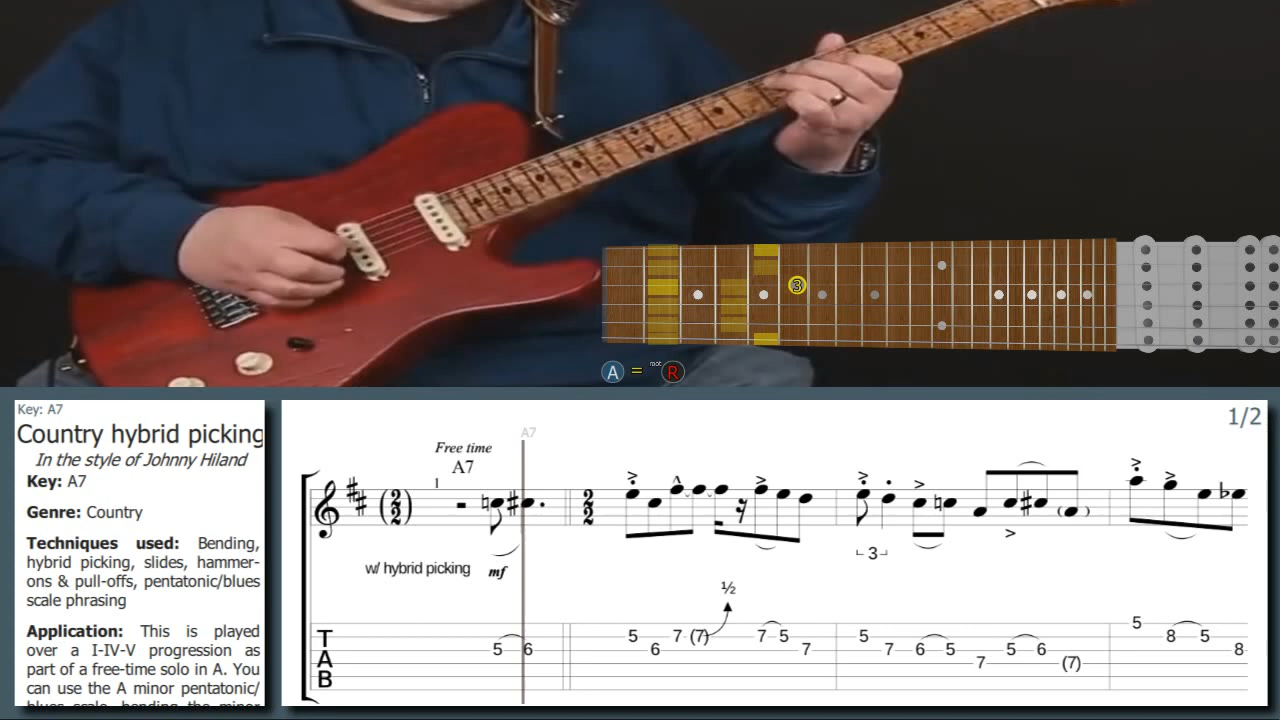 3
A = root R
Key: A7
Country hybrid picking
In the style of Johnny Hiland
Key: A7
Genre: Country
Techniques used: Bending,
hybrid picking, slides, hammer-
ons & pull-offs, pentatonic/blues
scale phrasing
Application: This is played
over a I-IV-V progression as
part of a free-time solo in A. You
can use the A minor pentatonic/
1/2
A7
Free time
A7
1
w/ hybrid picking mf
3
½
T A B
5 6 5 6 7 (7) 7 5 7 5 7 6 5 7 5 6 (7) 5 8 5 8